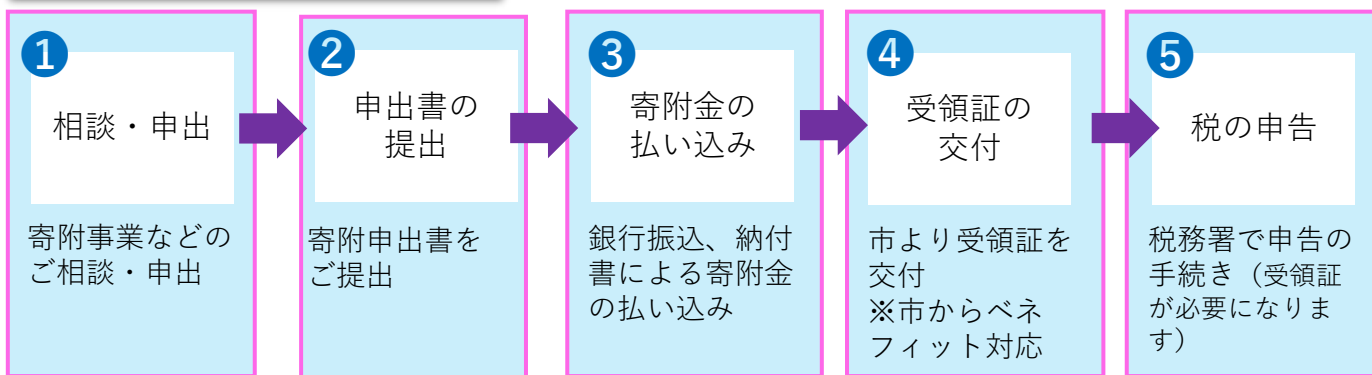 ❶
相談・申出
寄附事業などの
ご相談・申出
❷
申出書の
提出
寄附申出書を
ご提出
❸
寄附金の
払い込み
銀行振込、納付
書による寄附金
の払い込み
❹
受領証の
交付
市より受領証を
交付
※市からベネ
フィット対応
❺
税の申告
税務署で申告の
手続き（受領証
が必要になりま
す）